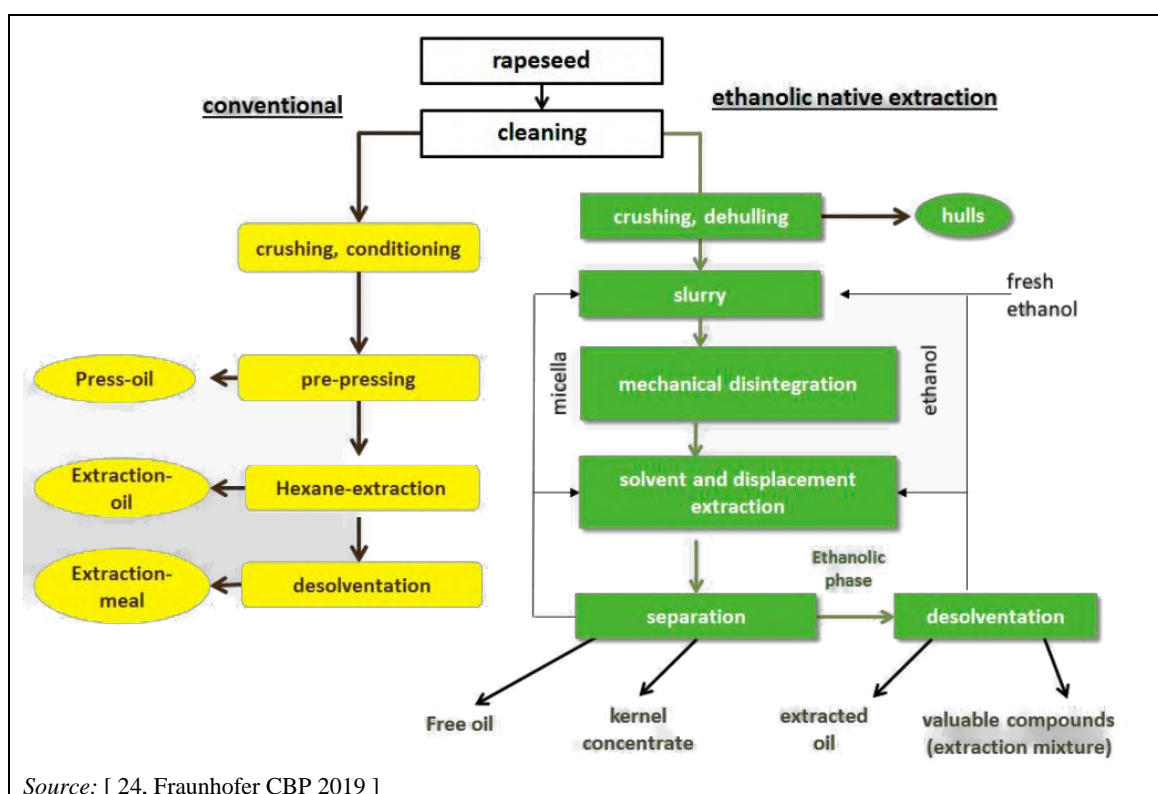 rapeseed
conventional
ethanolic native extraction
cleaning
crushing, dehulling
hulls
crushing, conditioning
slurry
fresh
ethanol
micella
ethanol
Press-oil
pre-pressing
mechanical disintegration
Extraction-
oil
Hexane-extraction
solvent and displacement
extraction
Ethanolic
phase
Extraction-
meal
desolventation
separation
desolventation
Free oil
kernel
concentrate
extracted
oil
valuable compounds
(extraction mixture)
Source: [ 24, Fraunhofer CBP 2019 ]